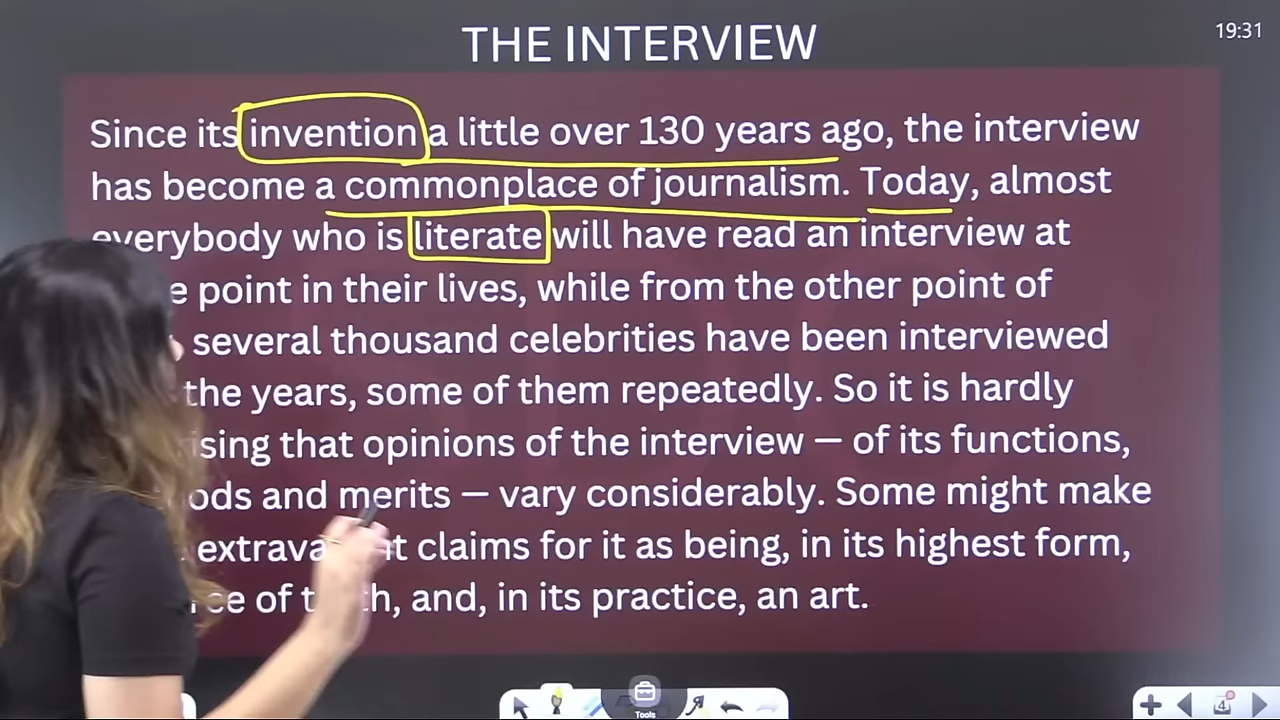 THE INTERVIEW
19:31
Since its invention a little over 130 years ago, the interview
has become a commonplace of journalism. Today, almost
everybody who is literate will have read an interview at
point in their lives, while from the other point of
several thousand celebrities have been interviewed
the years, some of them repeatedly. So it is hardly
that opinions of the interview — of its functions,
and merits — vary considerably. Some might make
claims for it as being, in its highest form,
of truth, and, in its practice, an art.
Tools
4